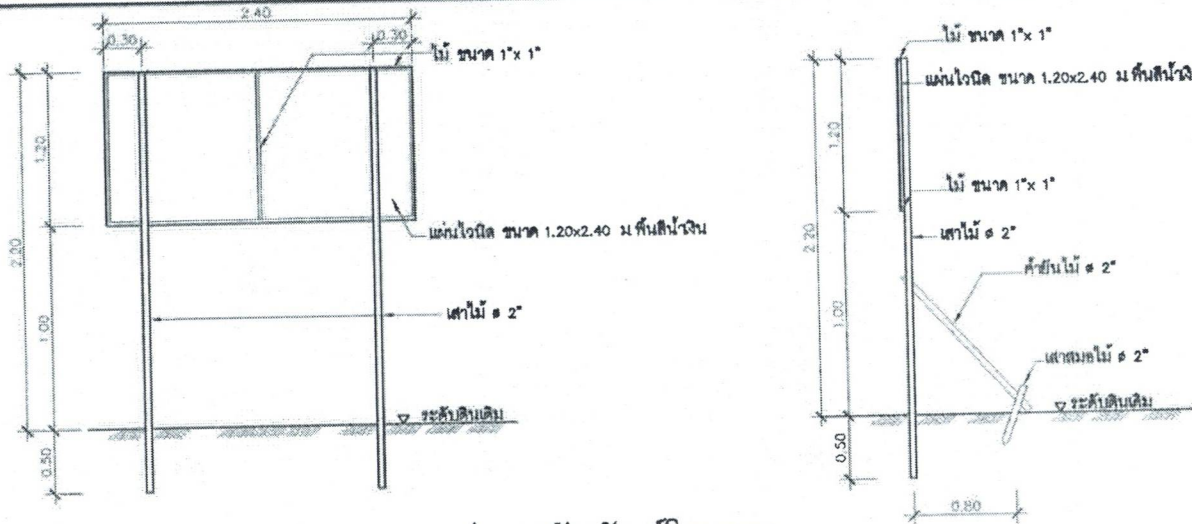 2.40
0.30
0.30
ไม้ ขนาด 1"x 1"
1.20
2.20
แผ่นไวนิล ขนาด 1.20x2.40 ม พื้นสีน้ำเงิน
1.00
เสาไม้ ø 2"
ระดับดินเดิม
0.50
ไม้ ขนาด 1"x 1"
แผ่นไวนิล ขนาด 1.20x2.40 ม พื้นสีน้ำเงิ
1.20
ไม้ ขนาด 1"x 1"
2.20
เสาไม้ ø 2"
ค้ำยันไม้ ø 2"
1.00
เสาสมอไม้ ø 2"
ระดับดินเดิม
0.50
0.80